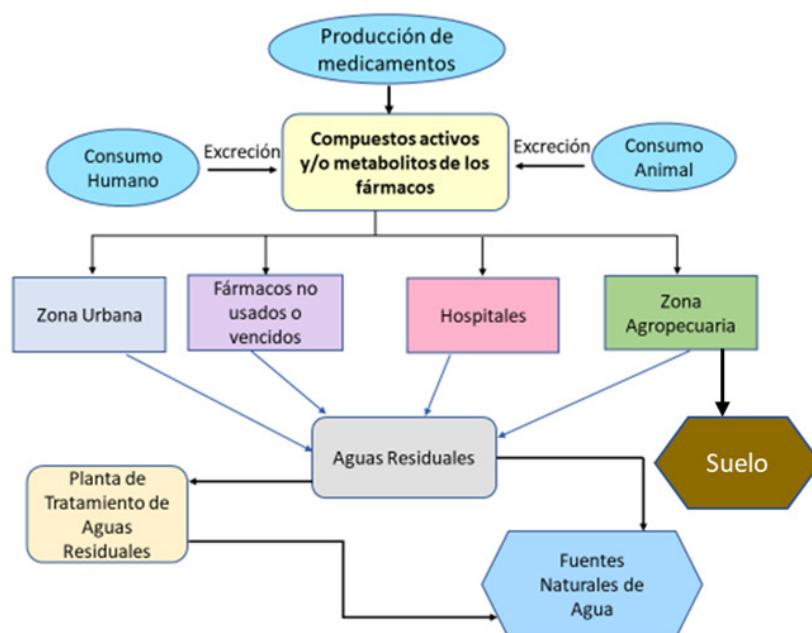 Producción de
medicamentos
Consumo
Humano
Excreción
Compuestos activos
y/o metabolitos de los
fármacos
Excreción
Consumo
Animal
Zona Urbana
Fármacos no
usados o
vencidos
Hospitales
Zona
Agropecuaria
Aguas Residuales
Suelo
Planta de
Tratamiento de
Aguas
Residuales
Fuentes
Naturales de
Agua